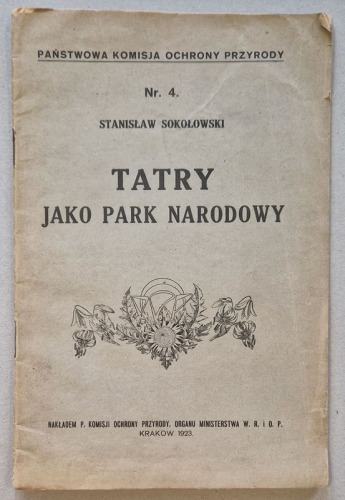 PAŃSTWOWA KOMISJA OCHRONY PRZYRODY
Nr. 4.
STANISŁAW SOKOŁOWSKI
TATRY
JAKO PARK NARODOWY
NAKŁADEM P. KOMISJI OCHRONY PRZYRODY, ORGANU MINISTERSTWA W. R. i O. P.
KRAKÓW 1923.